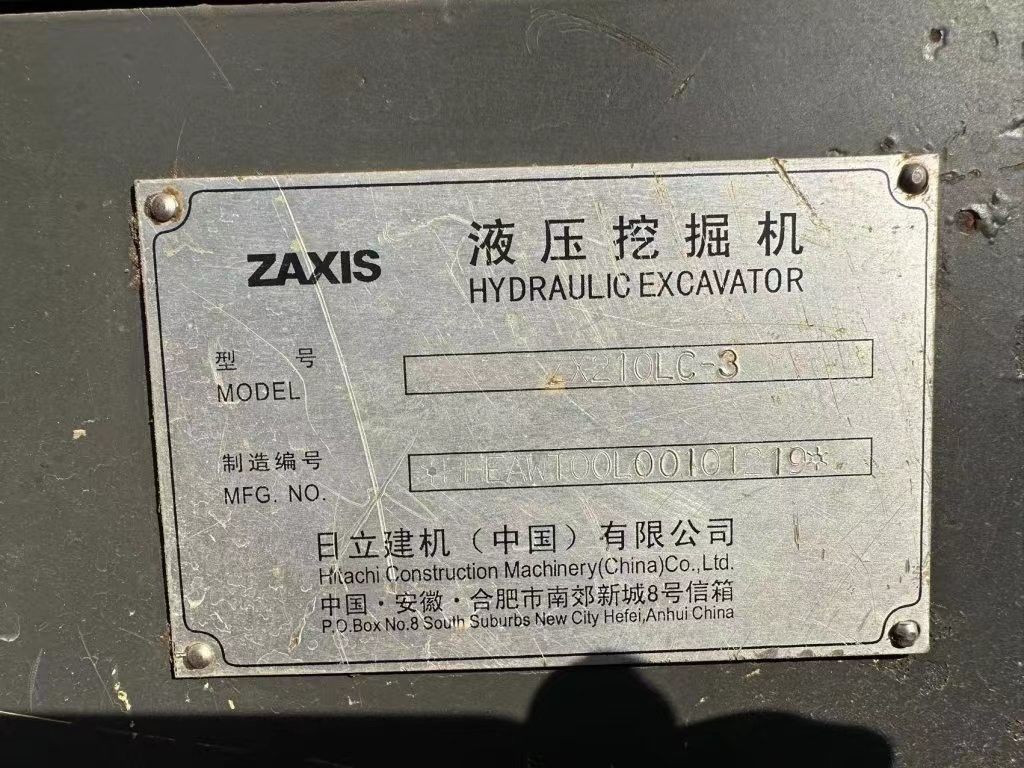 ZAXIS
液压挖掘机
HYDRAULIC EXCAVATOR
型号
MODEL
ZX210LC-3
制造编号
MFG. NO.
日立建机（中国）有限公司
Hitachi Construction Machinery(China)Co.,Ltd.
中国·安徽·合肥市南郊新城8号信箱
P.O.Box No.8 South Suburbs New City Hefei,Anhui China